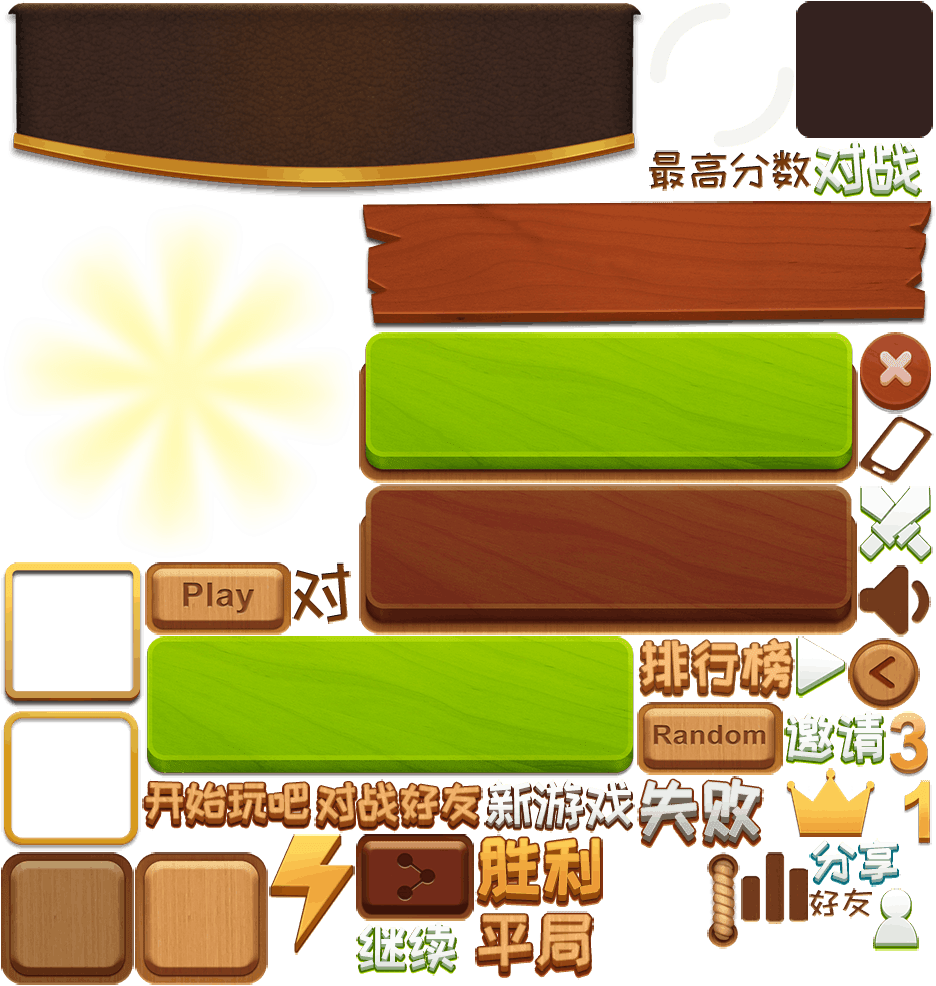 最高分数
对战
Play
对
排行榜
Random
邀请
3
开始玩吧
对战好友
新游戏
失败
1
胜利
分享
好友
继续
平局